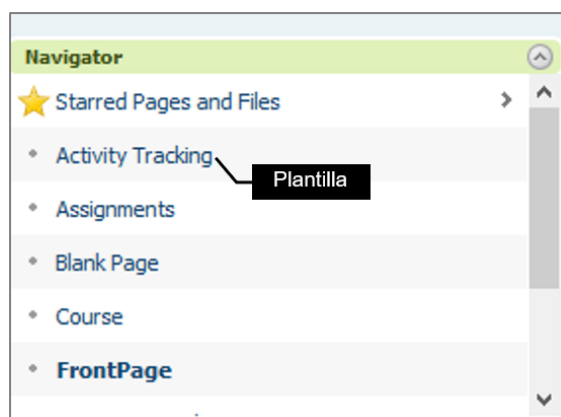 Navigator
Starred Pages and Files
Activity Tracking
Plantilla
Assignments
Blank Page
Course
FrontPage